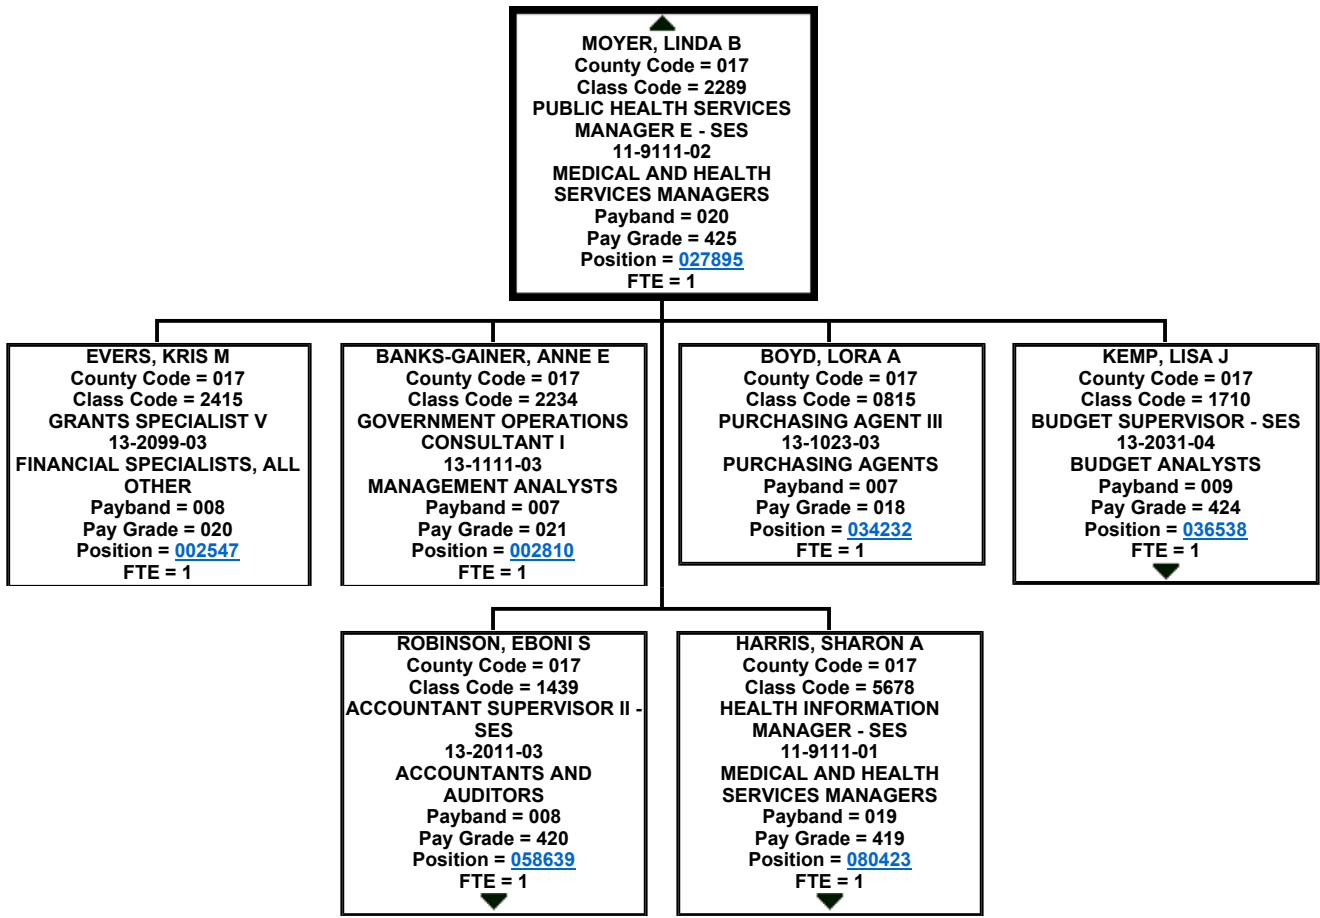 MOYER, LINDA B
County Code = 017
Class Code = 2289
PUBLIC HEALTH SERVICES
MANAGER E - SES
11-9111-02
MEDICAL AND HEALTH
SERVICES MANAGERS
Payband = 020
Pay Grade = 425
Position = 027895
FTE = 1
EVERS, KRIS M
County Code = 017
Class Code = 2415
GRANTS SPECIALIST V
13-2099-03
FINANCIAL SPECIALISTS, ALL
OTHER
Payband = 008
Pay Grade = 020
Position = 002547
FTE = 1
BANKS-GAINER, ANNE E
County Code = 017
Class Code = 2234
GOVERNMENT OPERATIONS
CONSULTANT I
13-1111-03
MANAGEMENT ANALYSTS
Payband = 007
Pay Grade = 021
Position = 002810
FTE = 1
BOYD, LORA A
County Code = 017
Class Code = 0815
PURCHASING AGENT III
13-1023-03
PURCHASING AGENTS
Payband = 007
Pay Grade = 018
Position = 034232
FTE = 1
KEMP, LISA J
County Code = 017
Class Code = 1710
BUDGET SUPERVISOR - SES
13-2031-04
BUDGET ANALYSTS
Payband = 009
Pay Grade = 424
Position = 036538
FTE = 1
ROBINSON, EBONI S
County Code = 017
Class Code = 1439
ACCOUNTANT SUPERVISOR II -
SES
13-2011-03
ACCOUNTANTS AND
AUDITORS
Payband = 008
Pay Grade = 420
Position = 058639
FTE = 1
HARRIS, SHARON A
County Code = 017
Class Code = 5678
HEALTH INFORMATION
MANAGER - SES
11-9111-01
MEDICAL AND HEALTH
SERVICES MANAGERS
Payband = 019
Pay Grade = 419
Position = 080423
FTE = 1